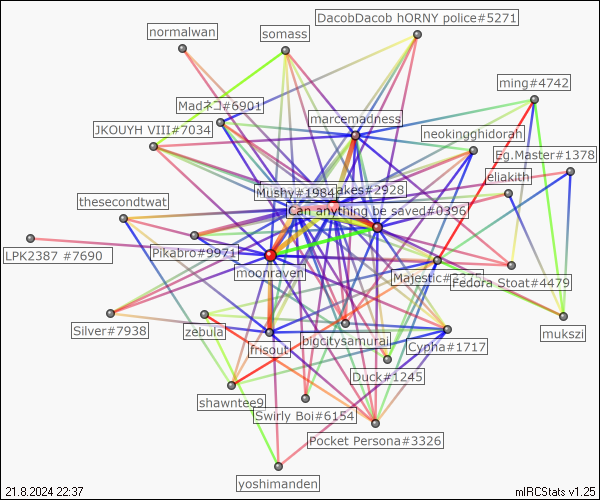 DacobDacob hORNY police#5271
normalwan
somass
ming#4742
Madネコ#6901
marcemadness
JKOUYH VIII#7034
neokingghidorah
Eg.Master#1378
eliakith
Mushy#1984
akes#2928
thesecondtwat
Can anything be saved#0396
LPK2387 #7690
Pikabro#9971
moonraven
Majestic#
Fedora Stoat#4479
Silver#7938
zebula
mukszi
frisout
bigcitysamurai
Cypha#1717
Duck#1245
shawntee9
Swirly Boi#6154
Pocket Persona#3326
yoshimanden
21.8.2024 22:37
mIRCStats v1.25